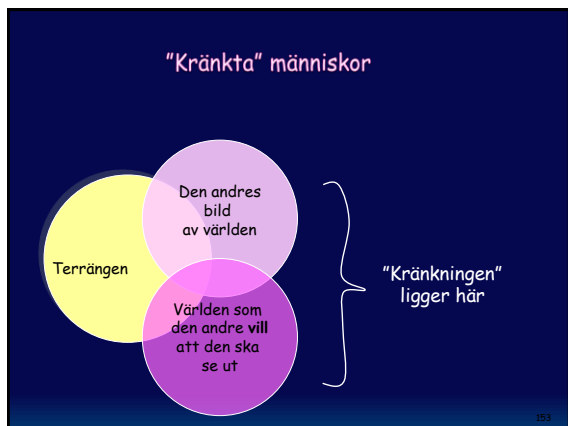 ”Kränkta” människor
Den andres
bild
av världen
Terrängen
”Kränkningen”
ligger här
Världen som
den andre vill
att den ska
se ut
153